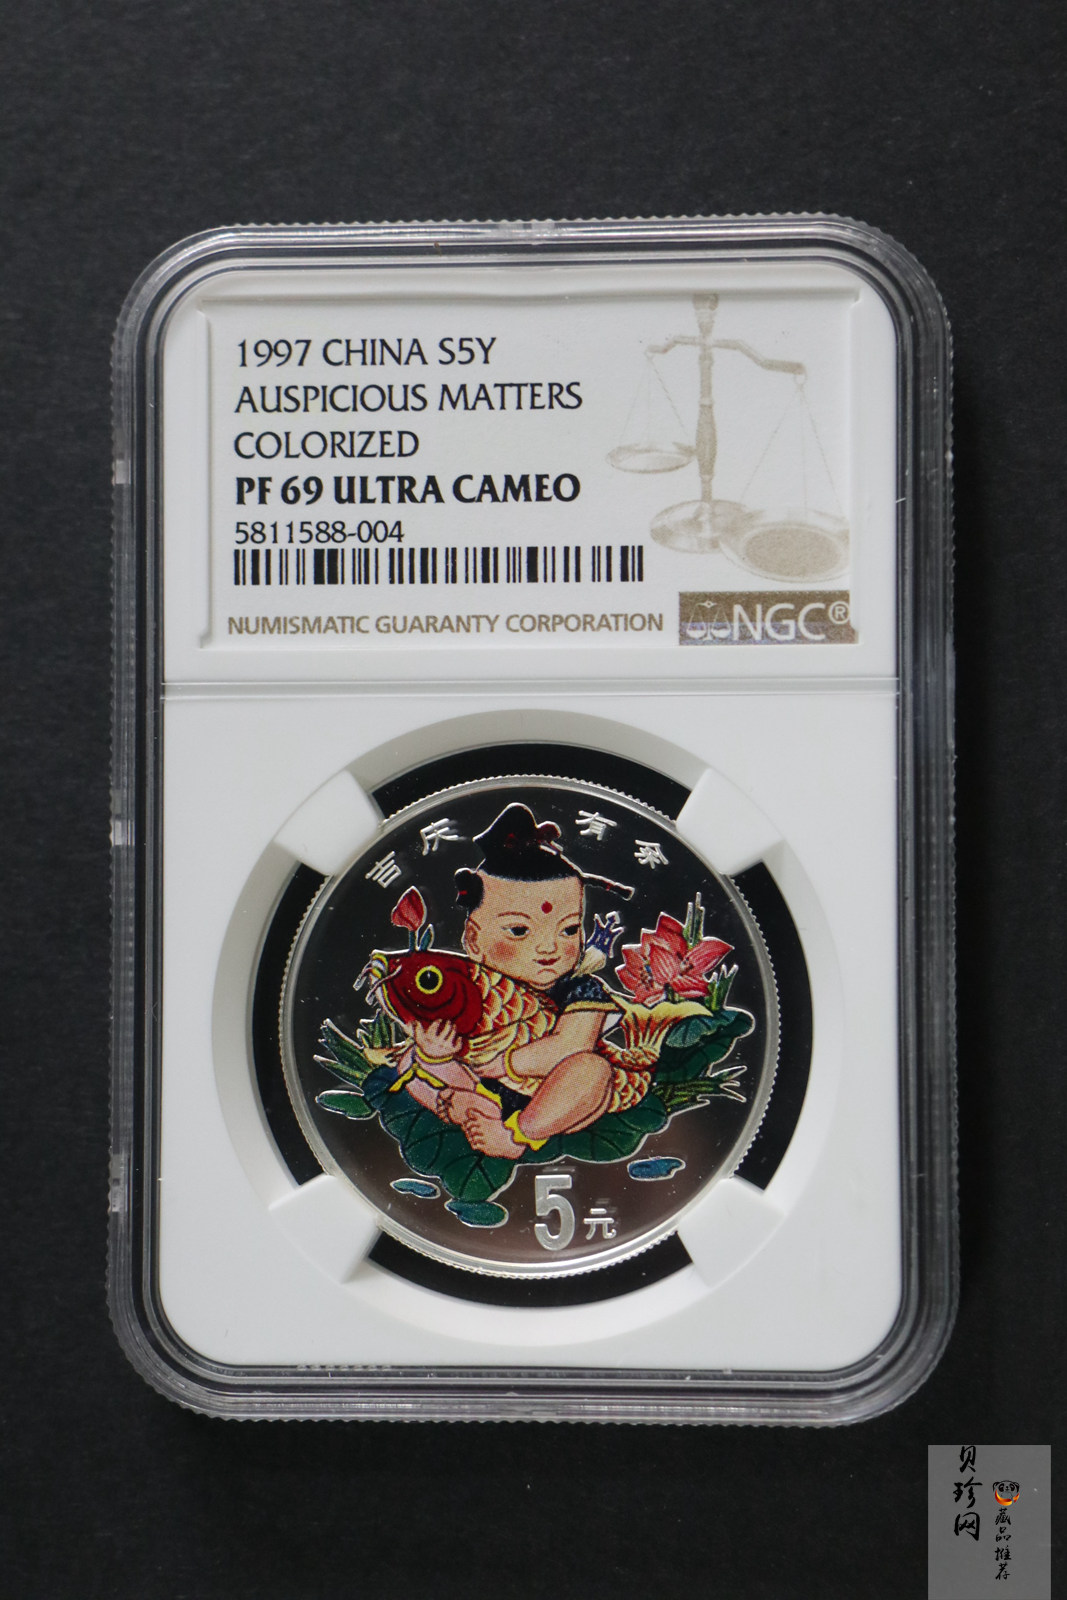 1997 CHINA S5Y
AUSPICIOUS MATTERS
COLORIZED
PF 69 ULTRA CAMEO
5811588-004
NUMISMATIC GUARANTY CORPORATION
NGC®
吉庆有余
5元
贝珍网
藏品推荐